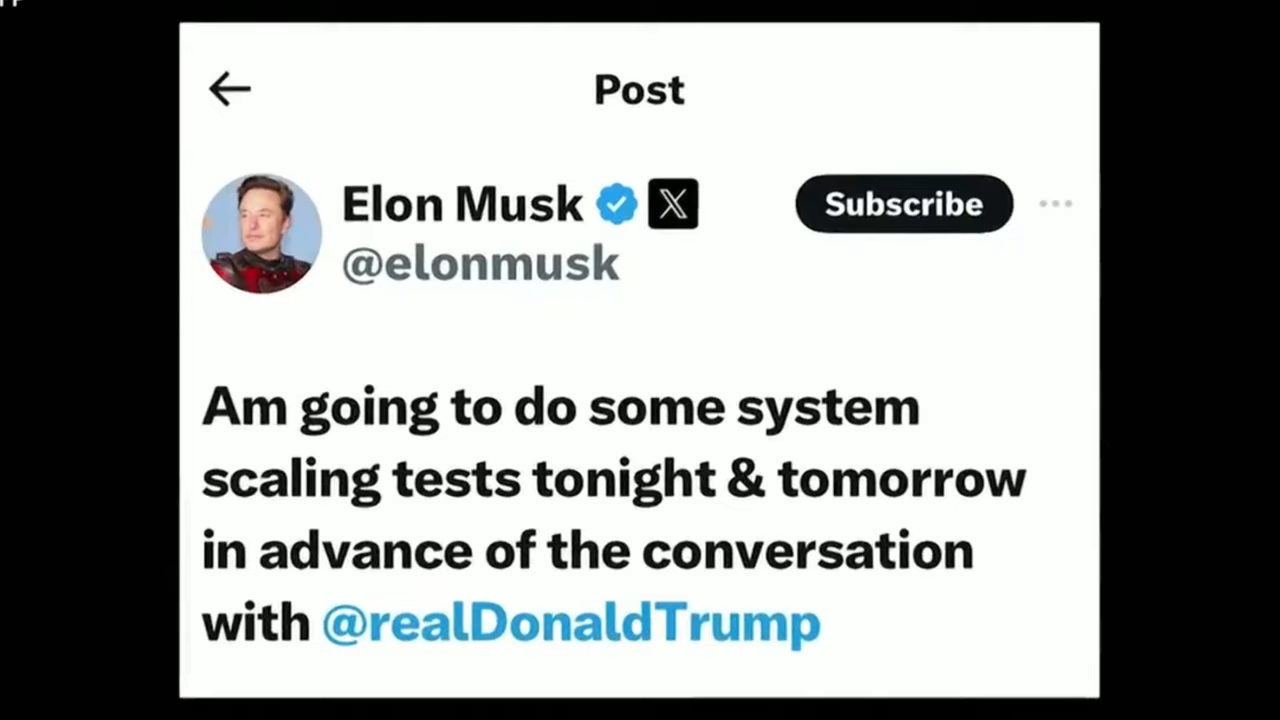 Post
Elon Musk
Subscribe
@elonmusk
Am going to do some system
scaling tests tonight & tomorrow
in advance of the conversation
with @realDonaldTrump